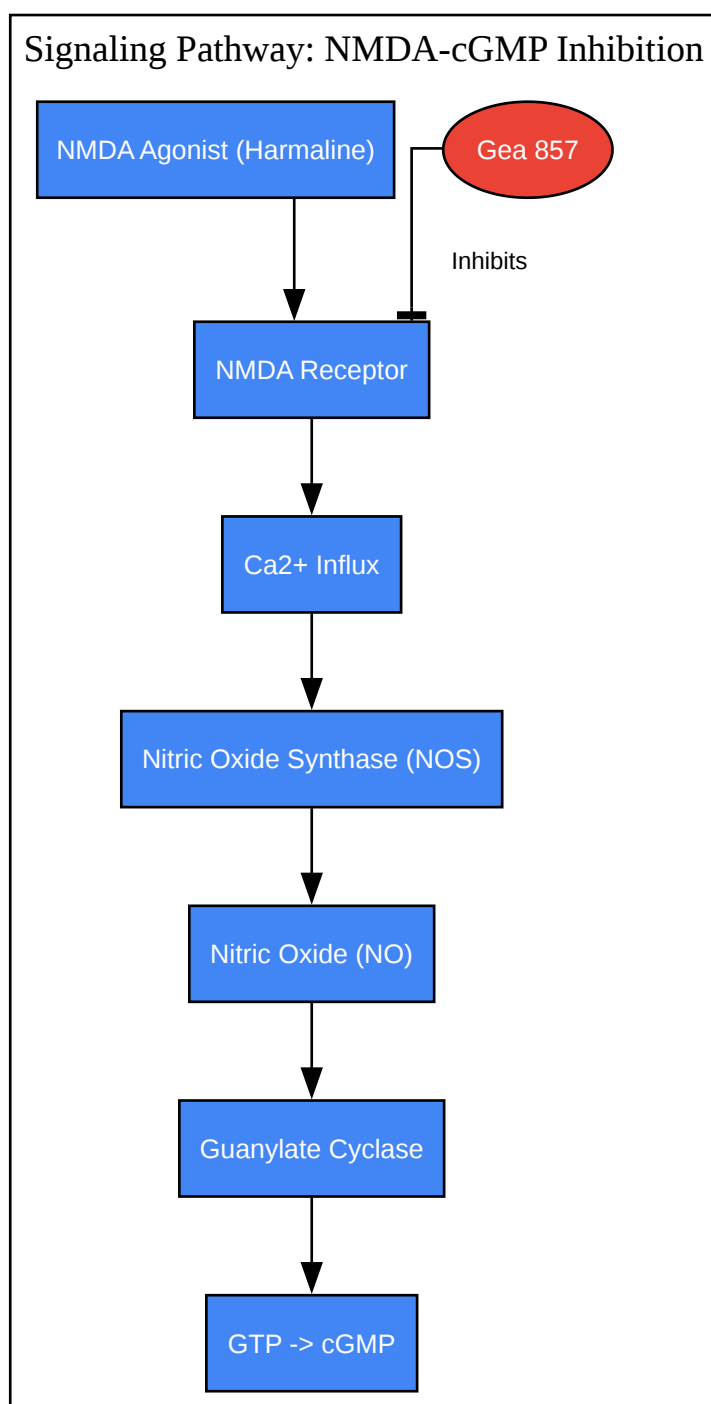 Signaling Pathway: NMDA-cGMP Inhibition
NMDA Agonist (Harmaline)
Gea 857
Inhibits
NMDA Receptor
Ca2+ Influx
Nitric Oxide Synthase (NOS)
Nitric Oxide (NO)
Guanylate Cyclase
GTP -> cGMP